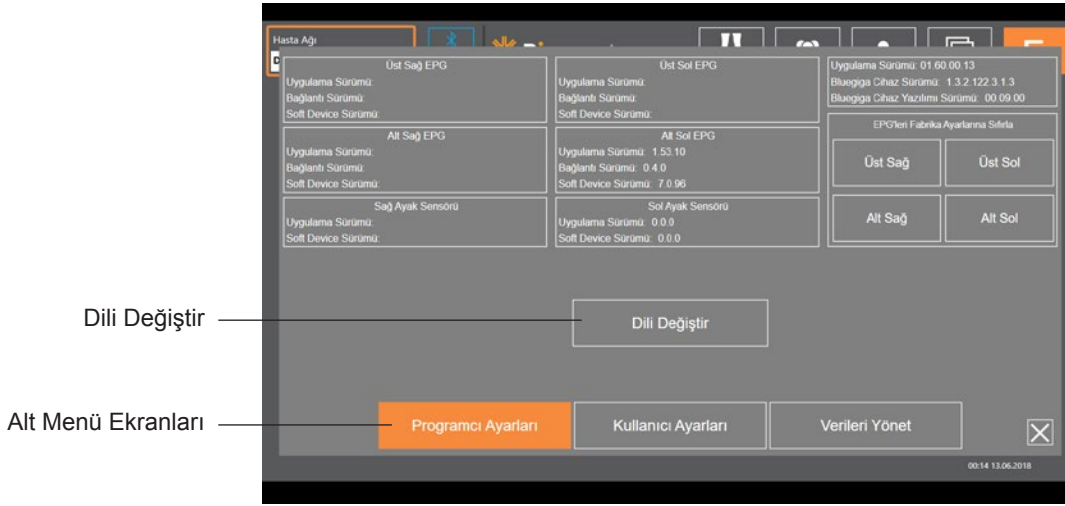 Hasta Ağı
Üst Sağ EPG
Uygulama Sürümü:
Bağlantı Sürümü:
Soft Device Sürümü:
Üst Sol EPG
Uygulama Sürümü:
Bağlantı Sürümü:
Soft Device Sürümü:
Uygulama Sürümü: 01.60.00.13
Bluegiga Cihaz Sürümü: 1.3.2.122.3.1.3
Bluegiga Cihaz Yazılımı Sürümü: 00.09.00
Alt Sağ EPG
Uygulama Sürümü:
Bağlantı Sürümü:
Soft Device Sürümü:
Alt Sol EPG
Uygulama Sürümü: 1.53.10
Bağlantı Sürümü: 0.4.0
Soft Device Sürümü: 7.0.96
EPG'leri Fabrika Ayarlarına Sıfırla
Üst Sağ
Üst Sol
Alt Sağ
Alt Sol
Sağ Ayak Sensörü
Uygulama Sürümü:
Soft Device Sürümü:
Sol Ayak Sensörü
Uygulama Sürümü: 0.0.0
Soft Device Sürümü: 0.0.0
Dili Değiştir
Dili Değiştir
Alt Menü Ekranları
Programcı Ayarları
Kullanıcı Ayarları
Verileri Yönet
00:14 13.06.2018